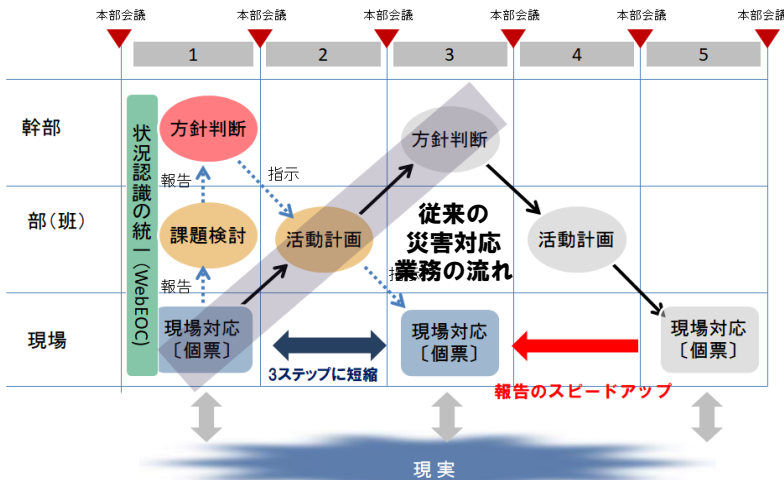 本部会議
本部会議
本部会議
本部会議
本部会議
本部会議
1
2
3
4
5
幹部
方針判断
方針判断
報告
指示
状況認識の統一(WebEOC)
部(班)
課題検討
活動計画
従来の
災害対応
業務の流れ
活動計画
報告
指示
現場
現場対応
〔個票〕
現場対応
〔個票〕
現場対応
〔個票〕
3ステップに短縮
報告のスピードアップ
現実